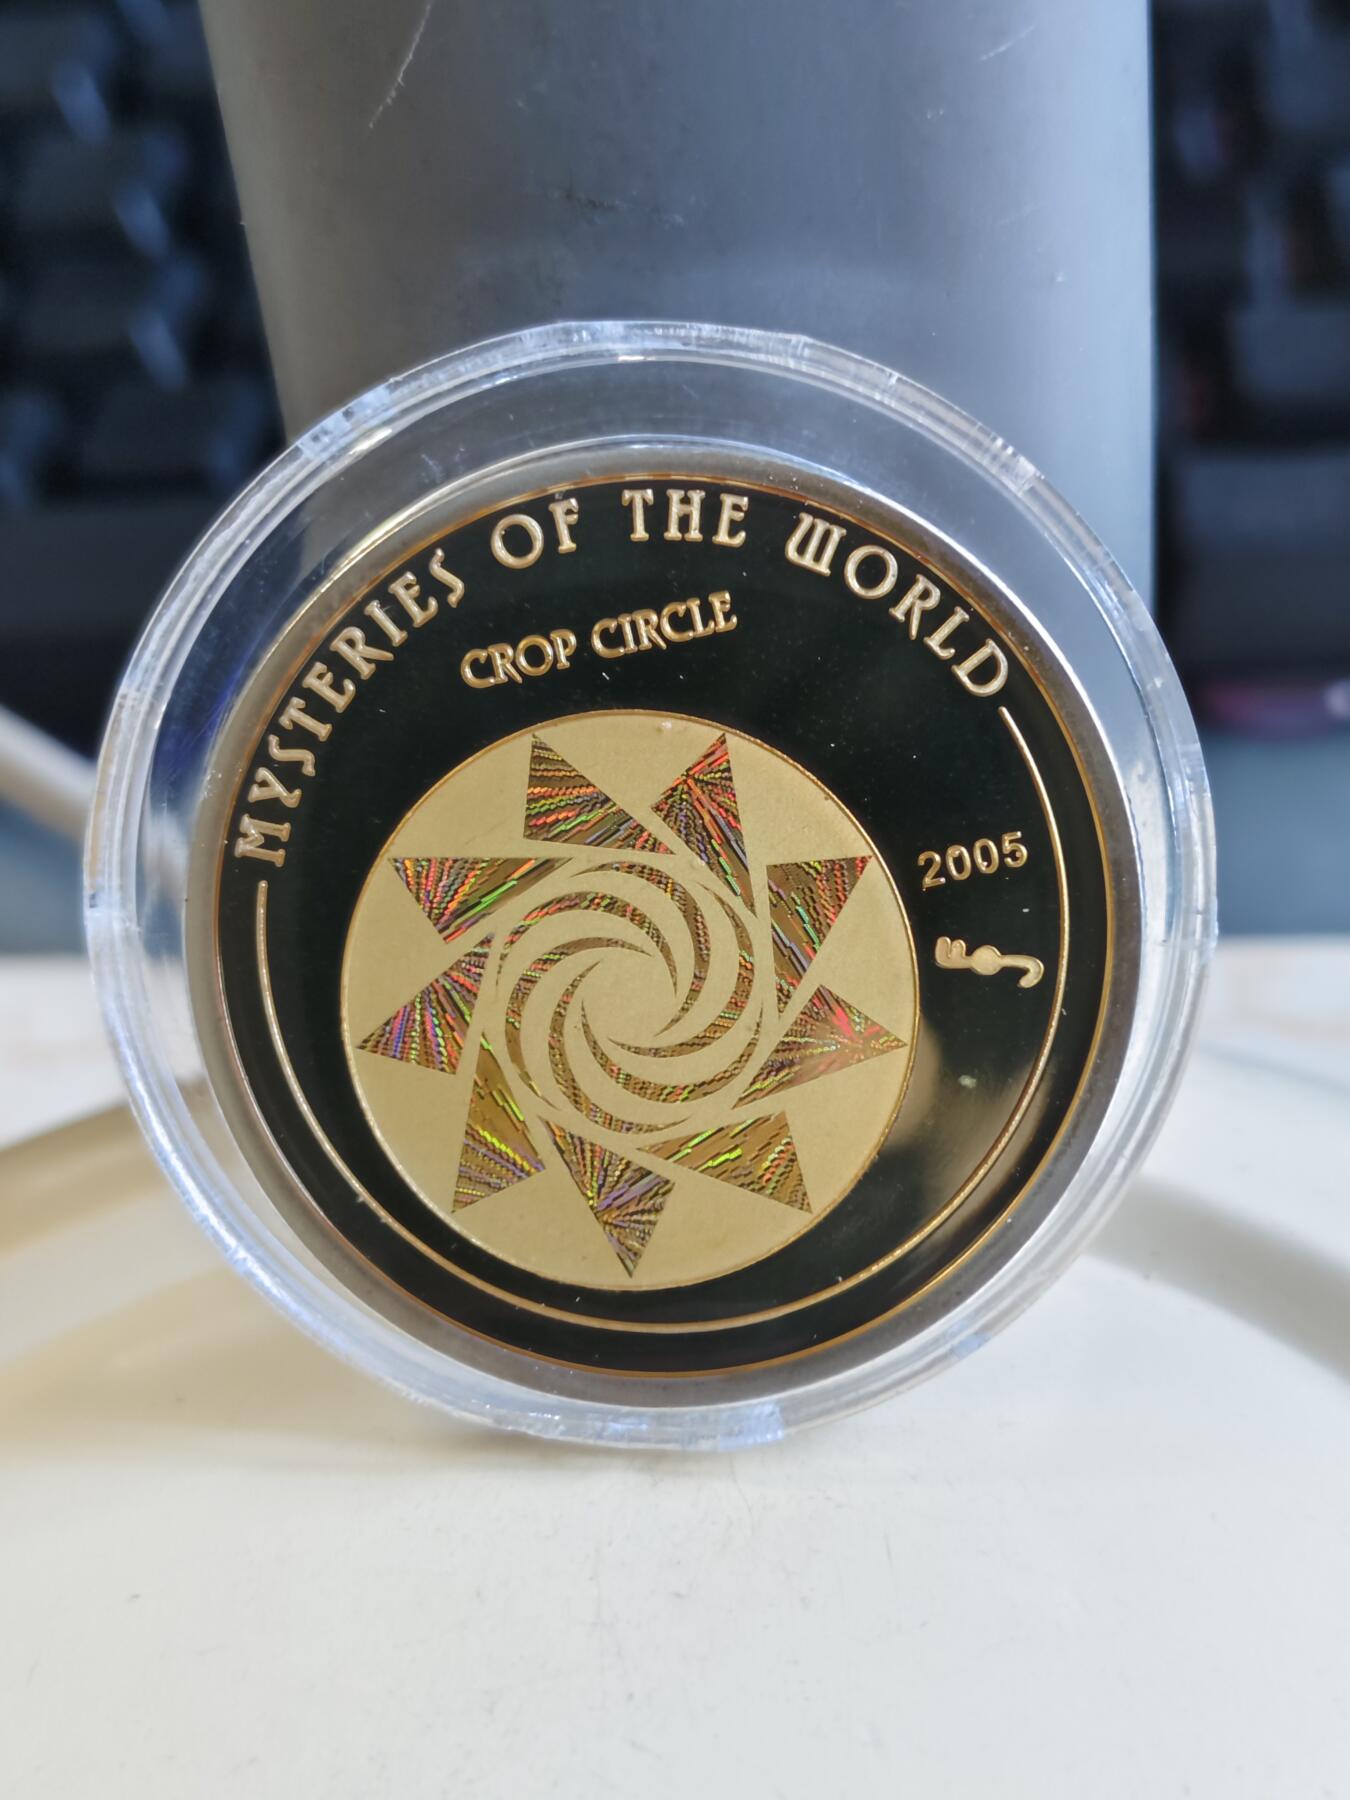 MYSTERIES OF THE WORLD
CROP CIRCLE
2005